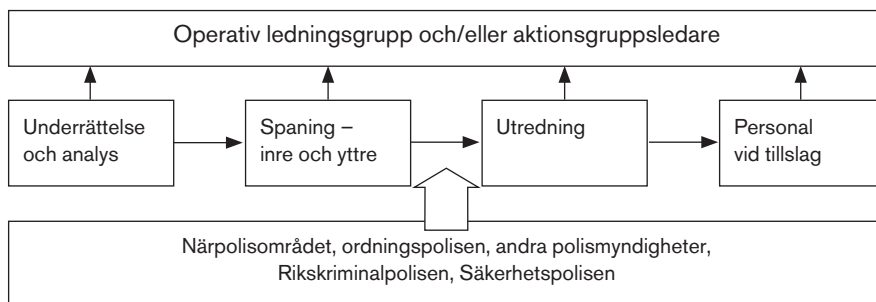 Operativ ledningsgrupp och/eller aktionsgruppsledare
Underrättelse
och analys
Spaning –
inre och yttre
Utredning
Personal
vid tillslag
Närpolisområdet, ordningspolisen, andra polismyndigheter,
Rikskriminalpolisen, Säkerhetspolisen